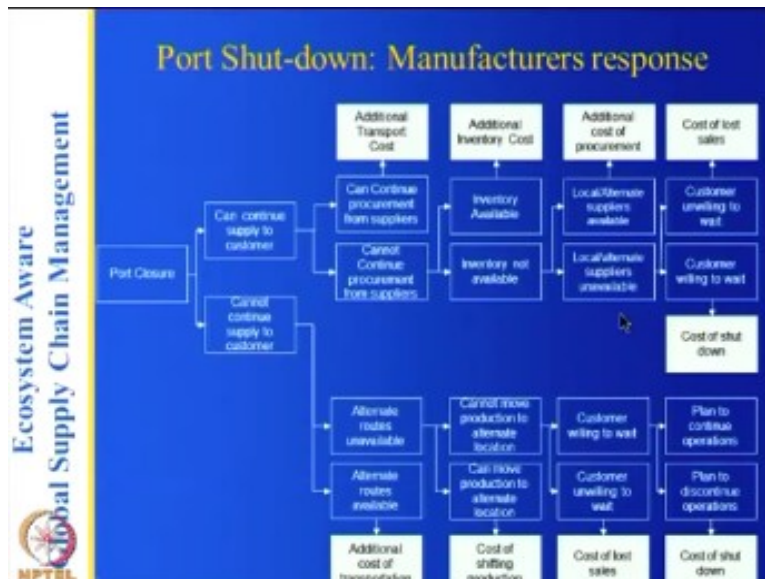 Port Shut-down: Manufacturers response
Ecosystem Aware
Global Supply Chain Management
Additional
Transport
Cost
Additional
Inventory Cost
Additional
cost of
procurement
Cost of lost
sales
Can Continue
procurement
from suppliers
Inventory
Available
Local/Alternate
suppliers
available
Customer
unwilling to
wait
Can continue
supply to
customer
Port Closure
Cannot
Continue
procurement
from suppliers
Inventory not
available
Local/alternate
suppliers
unavailable
Customer
willing to wait
Cannot
continue
supply to
customer
Cost of shut
down
Alternate
routes
unavailable
Cannot move
production to
alternate
location
Customer
willing to wait
Plan to
continue
operations
Alternate
routes
available
Can move
production to
alternate
location
Customer
unwilling to
wait
Plan to
discontinue
operations
Additional
cost of
transportation
Cost of
shifting
production
Cost of lost
sales
Cost of shut
down
NPTEL